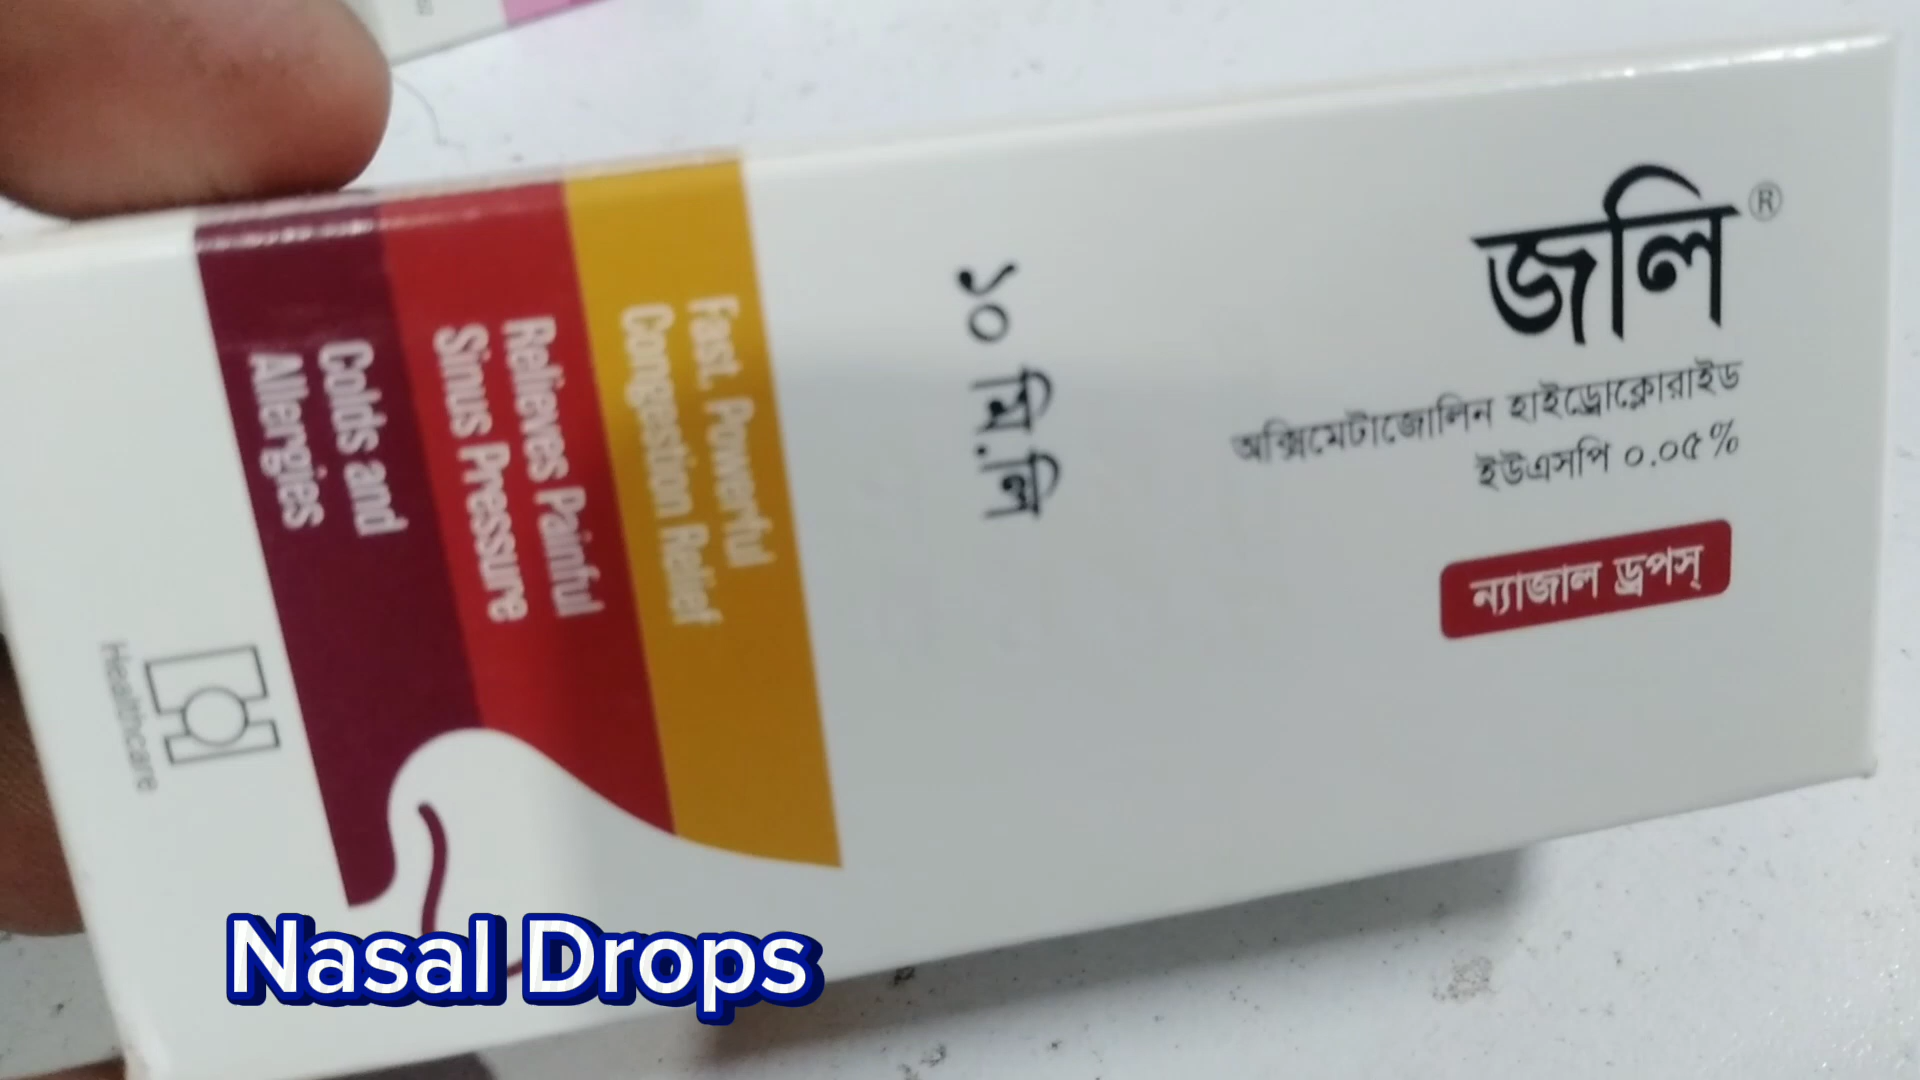 জলি®
অক্সিমেটাজোলিন হাইড্রোক্লোরাইড
ইউএসপি ০.০৫%
ন্যাজাল ড্রপস্
১০ মি.লি
Fast, Powerful
Congestion Relief
Relieves Painful
Sinus Pressure
Colds and
Allergies
Healthcare
Nasal Drops